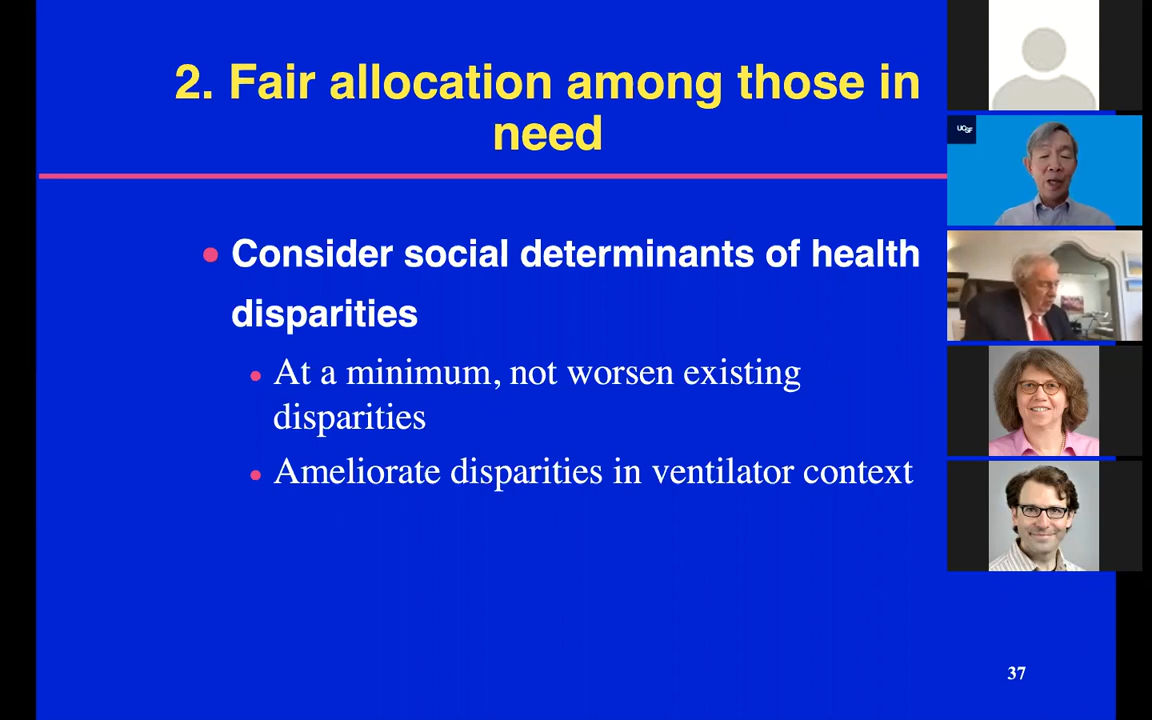 2. Fair allocation among those in
need
• Consider social determinants of health
disparities
• At a minimum, not worsen existing
disparities
• Ameliorate disparities in ventilator context
UCSF
37